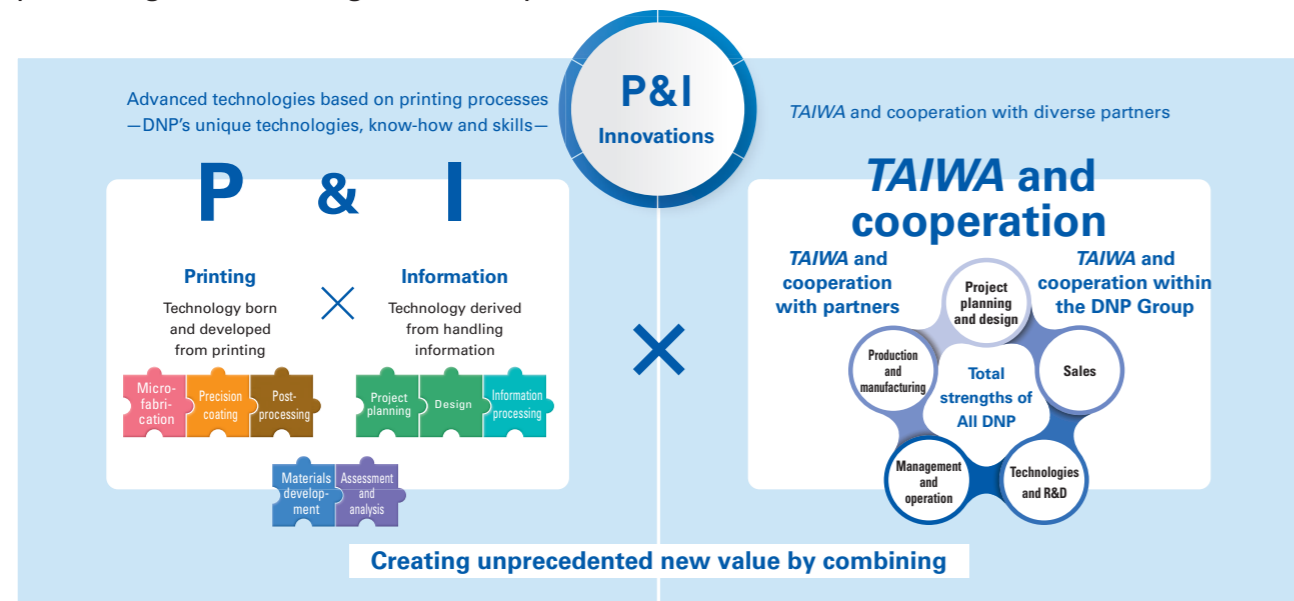 P&I
Innovations
Advanced technologies based on printing processes
—DNP's unique technologies, know-how and skills—
P & I
Printing
Technology born
and developed
from printing
Information
Technology derived
from handling
information
Micro-
fabri-
cation
Precision
coating
Post-
processing
Project
planning
Design
Information
processing
Materials
develop-
ment
Assessment
and
analysis
TAIWA and cooperation with diverse partners
TAIWA and
cooperation
TAIWA and
cooperation
with partners
TAIWA and
cooperation within
the DNP Group
Project
planning
and design
Production
and
manufacturing
Sales
Total
strengths of
All DNP
Management
and
operation
Technologies
and R&D
Creating unprecedented new value by combining